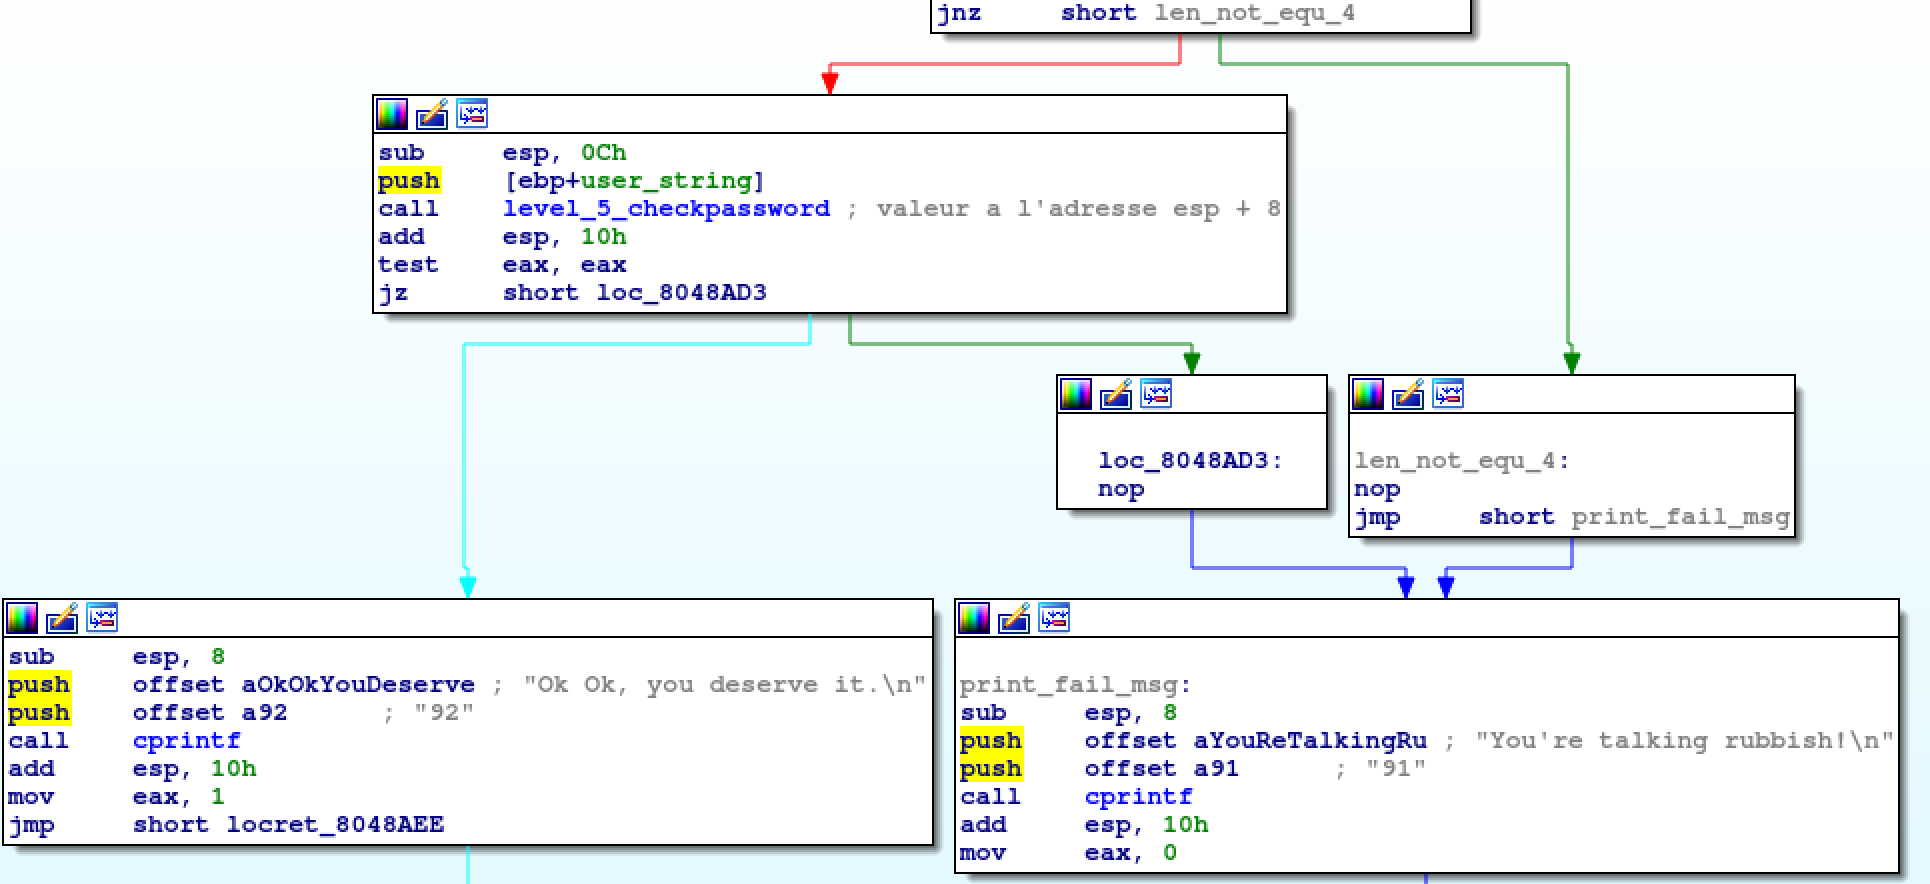 jnz short len_not_equ_4
sub esp, 0Ch
push [ebp+user_string]
call level_5_checkpassword ; valeur a l'adresse esp + 8
add esp, 10h
test eax, eax
jz short loc_8048AD3
loc_8048AD3:
nop
len_not_equ_4:
nop
jmp short print_fail_msg
sub esp, 8
push offset aOkOkYouDeserve ; "Ok Ok, you deserve it.\n"
push offset a92 ; "92"
call cprintf
add esp, 10h
mov eax, 1
jmp short locret_8048AEE
print_fail_msg:
sub esp, 8
push offset aYouReTalkingRu ; "You're talking rubbish!\n"
push offset a91 ; "91"
call cprintf
add esp, 10h
mov eax, 0